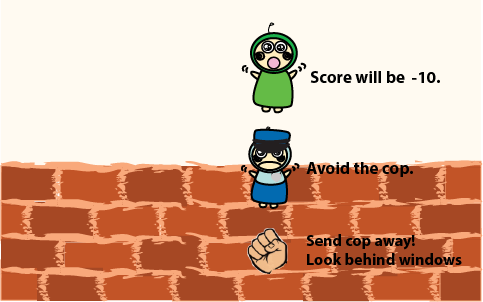 Score will be -10.
Avoid the cop.
Send cop away!
Look behind windows